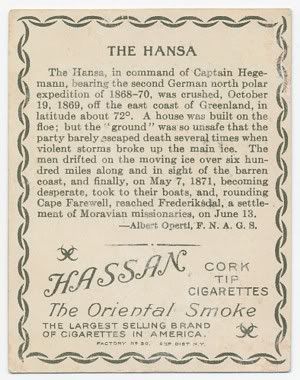 THE HANSA
The Hansa, in command of Captain Hege-
mann, bearing the second German north polar
expedition of 1868-70, was crushed, October
19, 1869, off the east coast of Greenland, in
latitude about 72°. A house was built on the
floe; but the "ground" was so unsafe that the
party barely escaped death several times when
violent storms broke up the main ice. The
men drifted on the moving ice over six hun-
dred miles along and in sight of the barren
coast, and finally, on May 7, 1871, becoming
desperate, took to their boats, and, rounding
Cape Farewell, reached Frederiksdal, a settle-
ment of Moravian missionaries, on June 13.
—Albert Operti, F. N. A. G. S.
HASSAN
CORK
TIP
CIGARETTES
The Oriental Smoke
THE LARGEST SELLING BRAND
OF CIGARETTES IN AMERICA.
FACTORY No 30. DIST. N.Y.